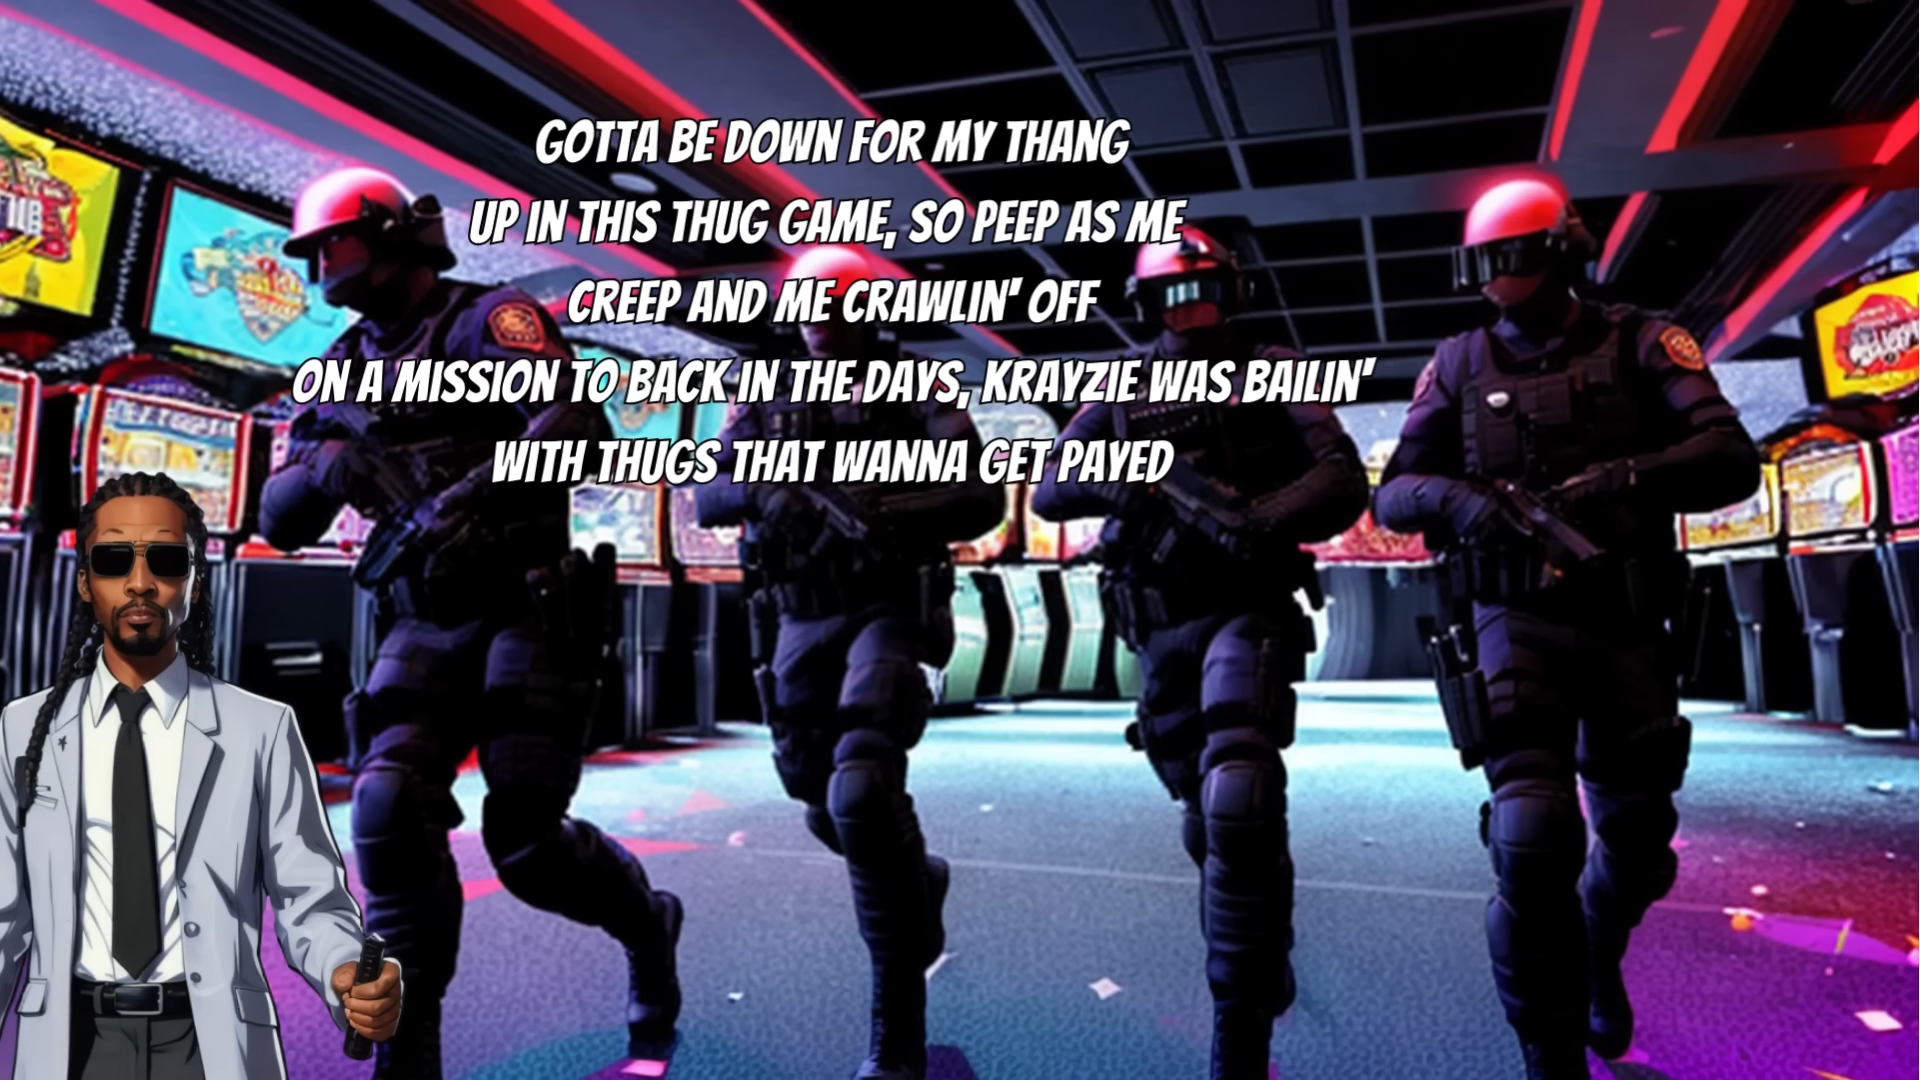 GOTTA BE DOWN FOR MY THANG
UP IN THIS THUG GAME, SO PEEP AS ME
CREEP AND ME CRAWLIN' OFF
ON A MISSION TO BACK IN THE DAYS, KRAYZIE WAS BAILIN'
WITH THUGS THAT WANNA GET PAYED